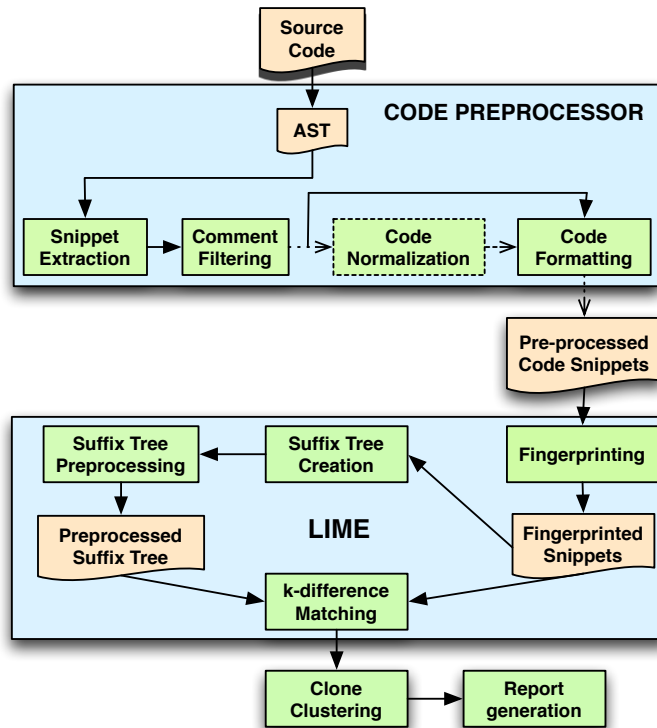 Source
Code
CODE PREPROCESSOR
AST
Snippet
Extraction
Comment
Filtering
Code
Normalization
Code
Formatting
Pre-processed
Code Snippets
Suffix Tree
Preprocessing
Suffix Tree
Creation
Fingerprinting
Preprocessed
Suffix Tree
LIME
Fingerprinted
Snippets
k-difference
Matching
Clone
Clustering
Report
generation